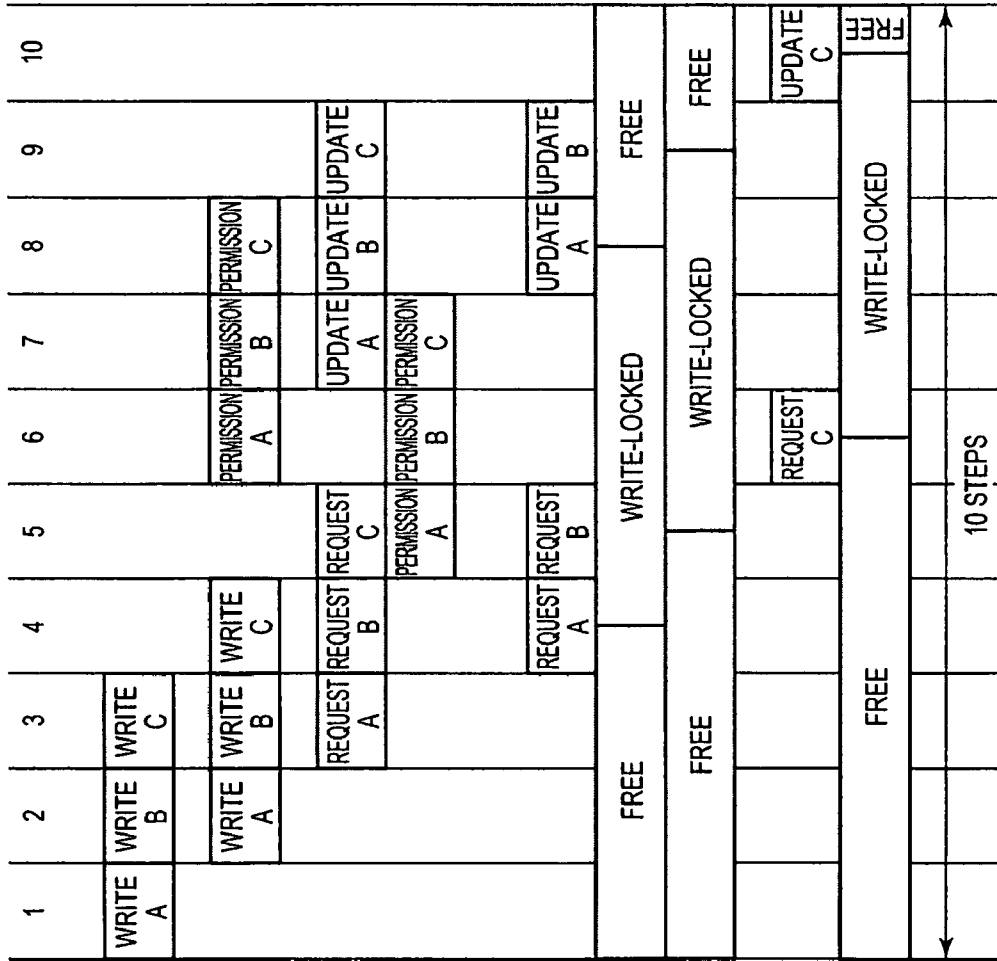 1 2 3 4 5 6 7 8 9 10
WRITE WRITE WRITE
A B C
WRITE WRITE WRITE PERMISSION PERMISSION PERMISSION
A B C A B C
REQUEST REQUEST REQUEST UPDATE UPDATE UPDATE
A B C A B C
PERMISSION PERMISSION PERMISSION
A B C
REQUEST REQUEST UPDATE UPDATE
A B A B
FREE WRITE-LOCKED FREE
FREE WRITE-LOCKED FREE
REQUEST UPDATE
C C
FREE WRITE-LOCKED FREE
10 STEPS